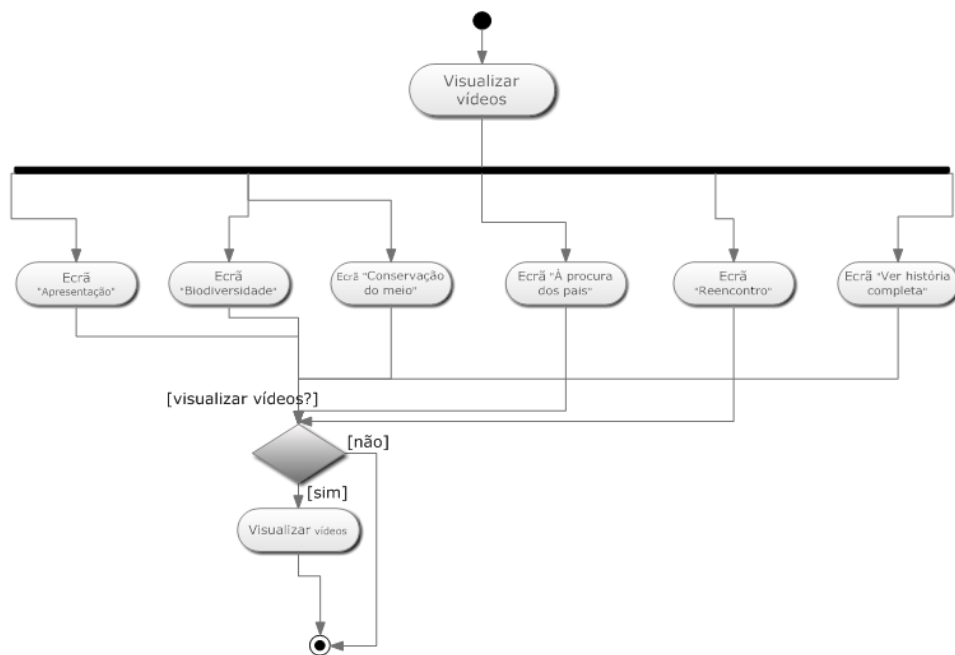 Visualizar
vídeos
Ecrã
"Apresentação"
Ecrã
"Biodiversidade"
Ecrã "Conservação
do meio"
Ecrã "À procura
dos pais"
Ecrã
"Reencontro"
Ecrã "Ver história
completa"
[visualizar vídeos?]
[não]
[sim]
Visualizar vídeos